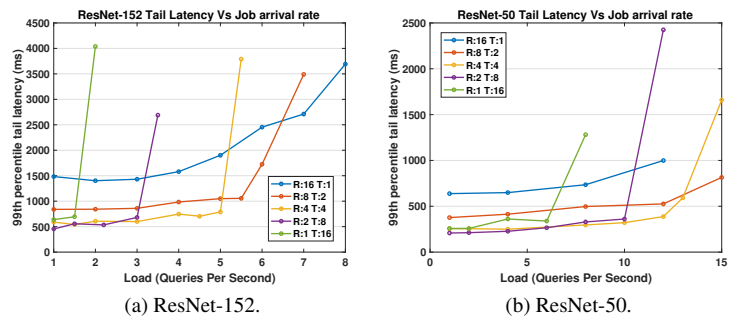 ResNet-152 Tail Latency Vs Job arrival rate
99th percentile tail latency (ms)
4500
4000
3500
3000
2500
2000
1500
1000
500
0
R:16 T:1
R:8 T:2
R:4 T:4
R:2 T:8
R:1 T:16
1 2 3 4 5 6 7 8
Load (Queries Per Second)
(a) ResNet-152.
ResNet-50 Tail Latency Vs Job arrival rate
99th percentile tail latency (ms)
2500
2000
1500
1000
500
0
R:16 T:1
R:8 T:2
R:4 T:4
R:2 T:8
R:1 T:16
0 5 10 15
Load (Queries Per Second)
(b) ResNet-50.